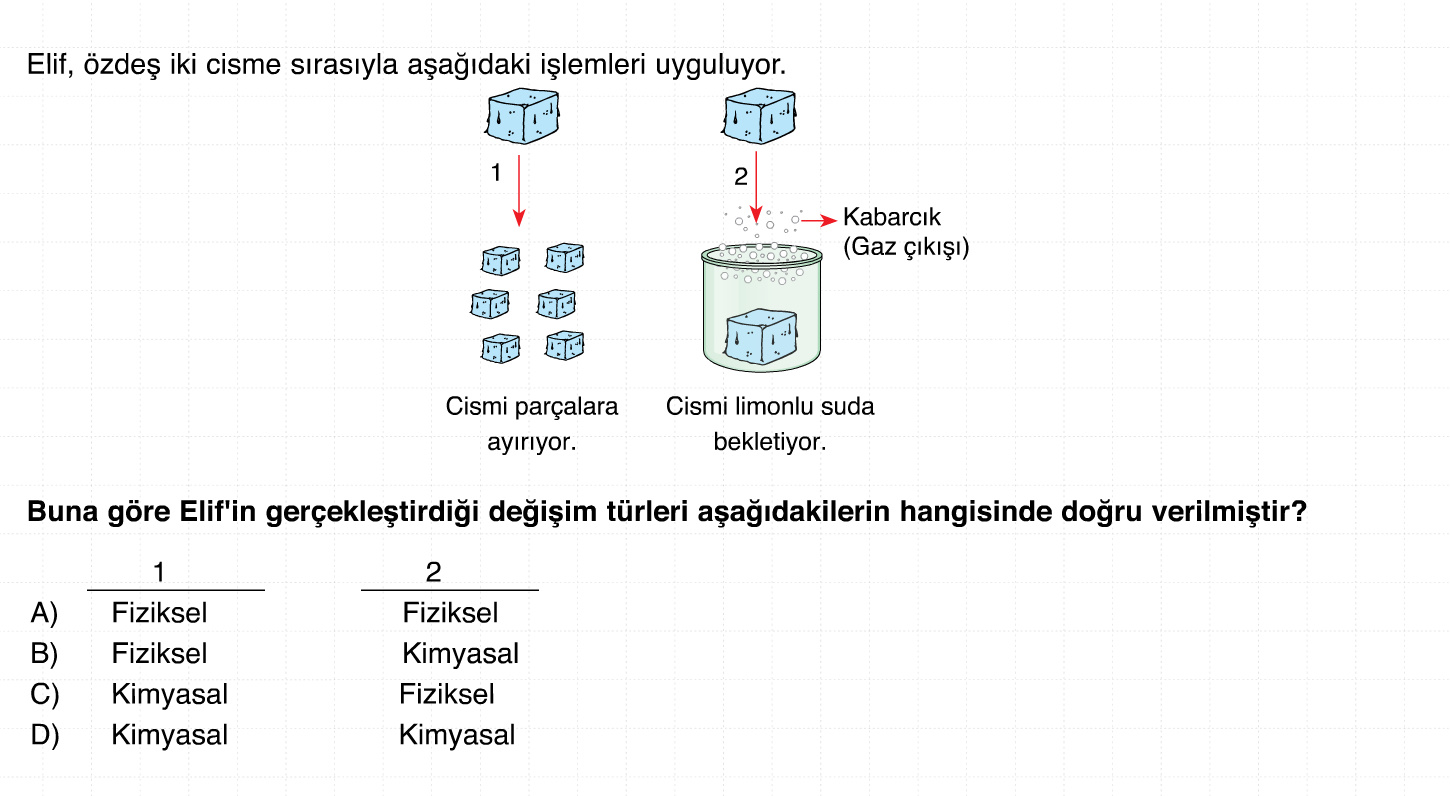 Elif, özdeş iki cisme sırasıyla aşağıdaki işlemleri uyguluyor.
1
2
Kabarcık
(Gaz çıkışı)
Cismi parçalara
ayırıyor.
Cismi limonlu suda
bekletiyor.
Buna göre Elif'in gerçekleştirdiği değişim türleri aşağıdakilerin hangisinde doğru verilmiştir?
1 2
A) Fiziksel Fiziksel
B) Fiziksel Kimyasal
C) Kimyasal Fiziksel
D) Kimyasal Kimyasal